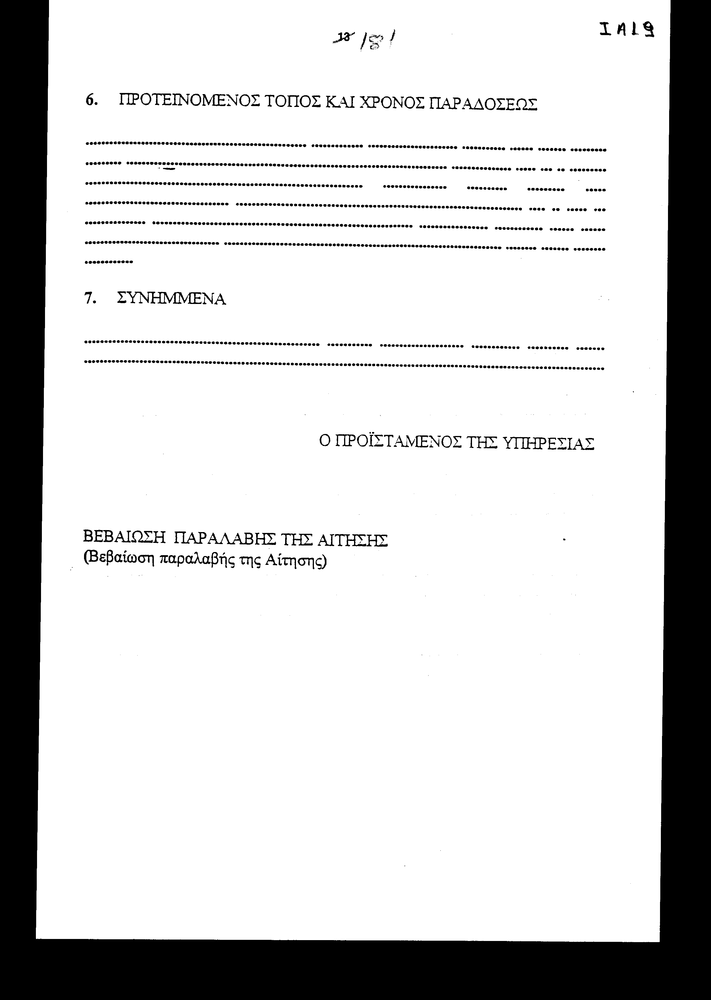 IA19
13
6. ΠΡΟΤΕΙΝΟΜΕΝΟΣ ΤΟΠΟΣ ΚΑΙ ΧΡΟΝΟΣ ΠΑΡΑΔΟΣΕΩΣ
7. ΣΥΝΗΜΜΕΝΑ
Ο ΠΡΟΪΣΤΑΜΕΝΟΣ ΤΗΣ ΥΠΗΡΕΣΙΑΣ
ΒΕΒΑΙΩΣΗ ΠΑΡΑΛΑΒΗΣ ΤΗΣ ΑΙΤΗΣΗΣ
(Βεβαίωση παραλαβής της Αίτησης)